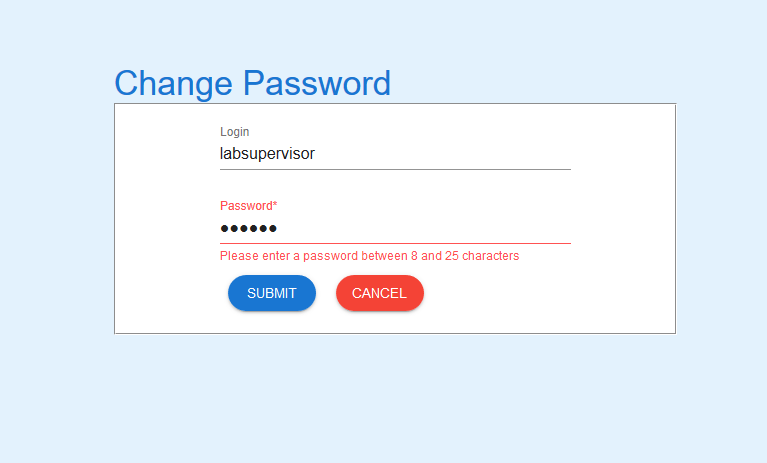 Change Password
Login
labsupervisor
Password*
●●●●●●
Please enter a password between 8 and 25 characters
SUBMIT CANCEL